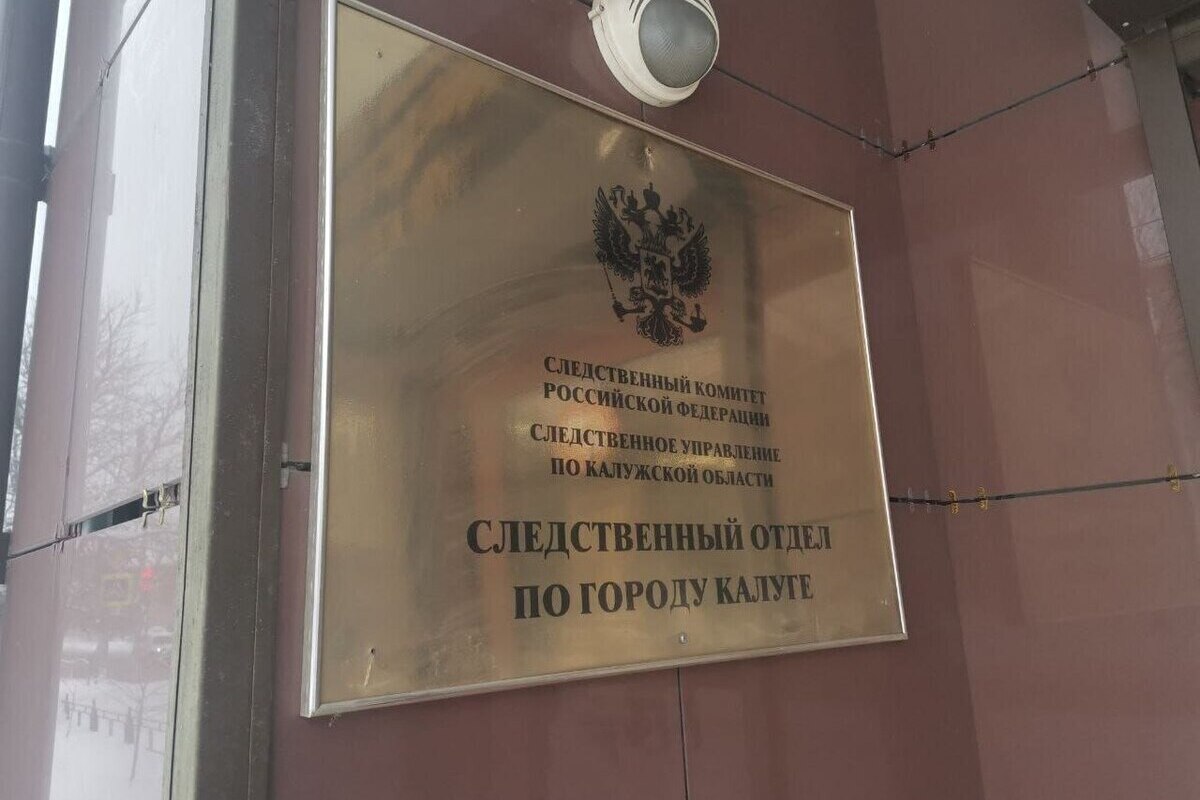 СЛЕДСТВЕННЫЙ КОМИТЕТ
РОССИЙСКОЙ ФЕДЕРАЦИИ
СЛЕДСТВЕННОЕ УПРАВЛЕНИЕ
ПО КАЛУЖСКОЙ ОБЛАСТИ
СЛЕДСТВЕННЫЙ ОТДЕЛ
ПО ГОРОДУ КАЛУГЕ